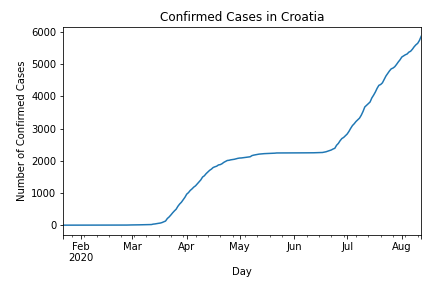 Confirmed Cases in Croatia
Number of Confirmed Cases
6000
5000
4000
3000
2000
1000
0
Feb Mar Apr May Jun Jul Aug
2020
Day